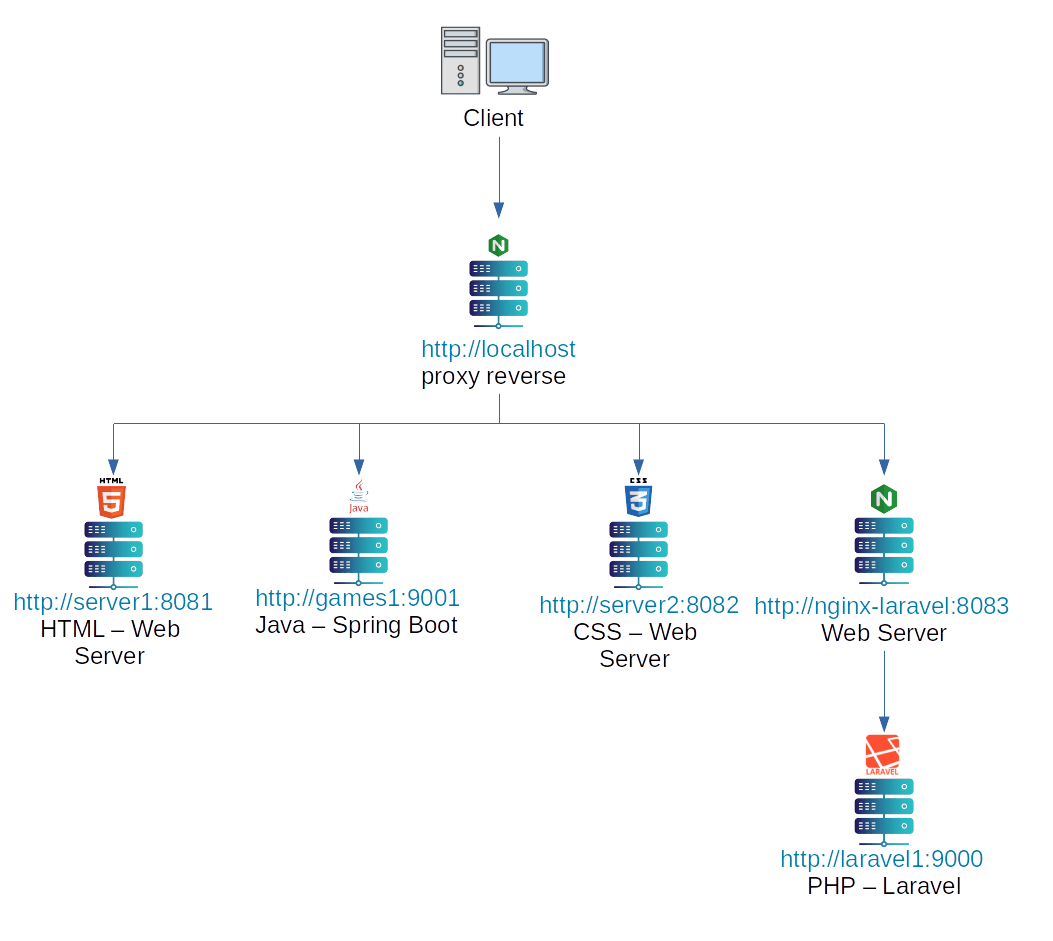 Client
N
http://localhost
proxy reverse
HTML
5
http://server1:8081
HTML – Web
Server
Java
http://games1:9001
Java – Spring Boot
CSS
3
http://server2:8082
CSS – Web
Server
N
http://nginx-laravel:8083
Web Server
LARAVEL
http://laravel1:9000
PHP – Laravel